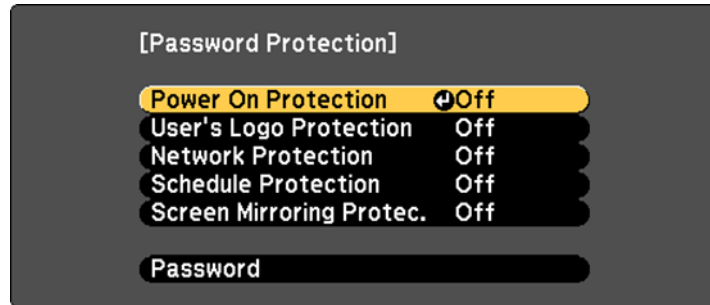 [Password Protection]
Power On Protection Off
User's Logo Protection Off
Network Protection Off
Schedule Protection Off
Screen Mirroring Protec. Off
Password